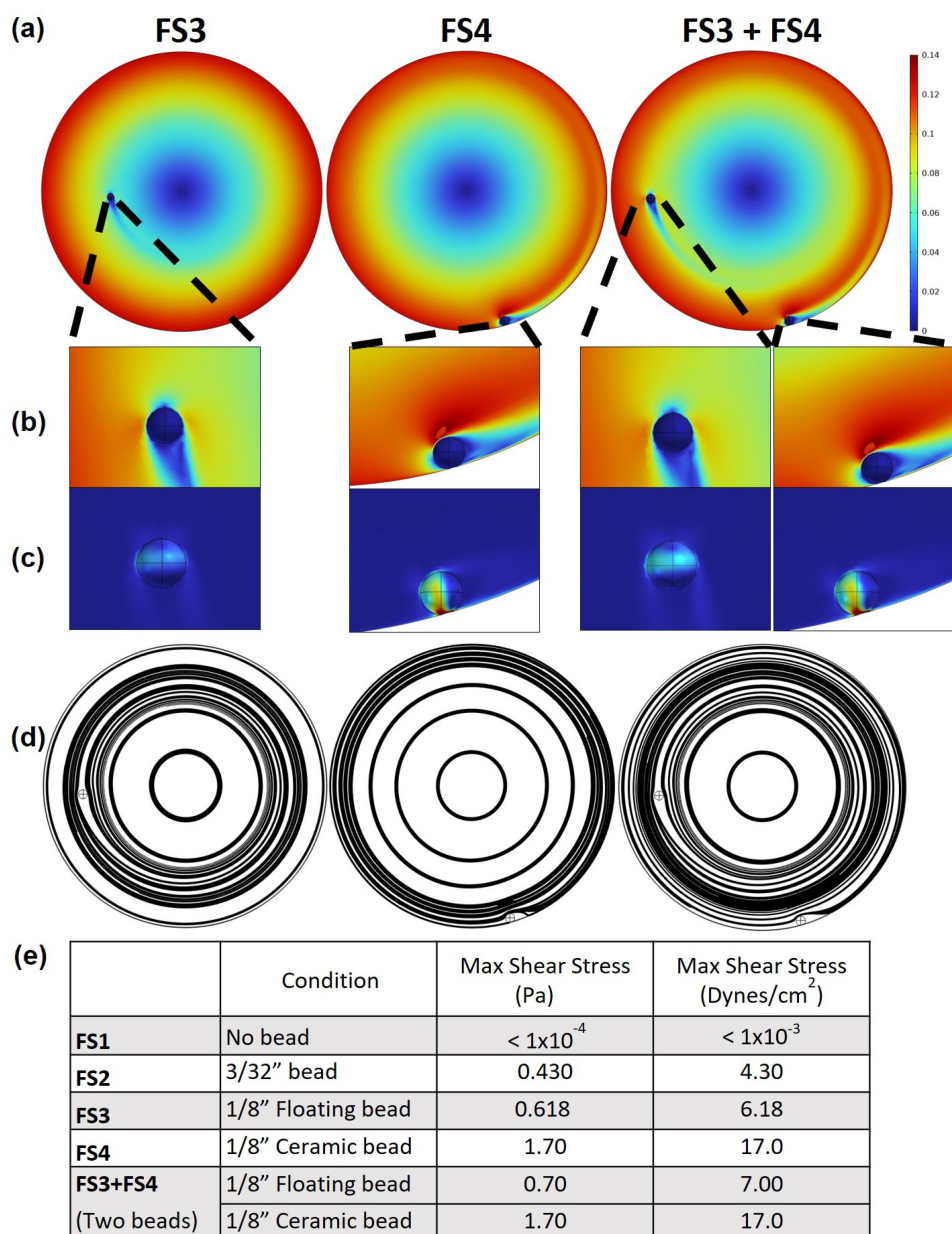 (a)
FS3 FS4 FS3 + FS4
0.14
0.12
0.10
0.08
0.06
0.04
0.02
0
(b)
(c)
(d)
(e)
Condition Max Shear Stress (Pa) Max Shear Stress (Dynes/cm²)
FS1 No bead < 1x10⁻⁴ < 1x10⁻³
FS2 3/32” bead 0.430 4.30
FS3 1/8” Floating bead 0.618 6.18
FS4 1/8” Ceramic bead 1.70 17.0
FS3+FS4 1/8” Floating bead 0.70 7.00
(Two beads) 1/8” Ceramic bead 1.70 17.0